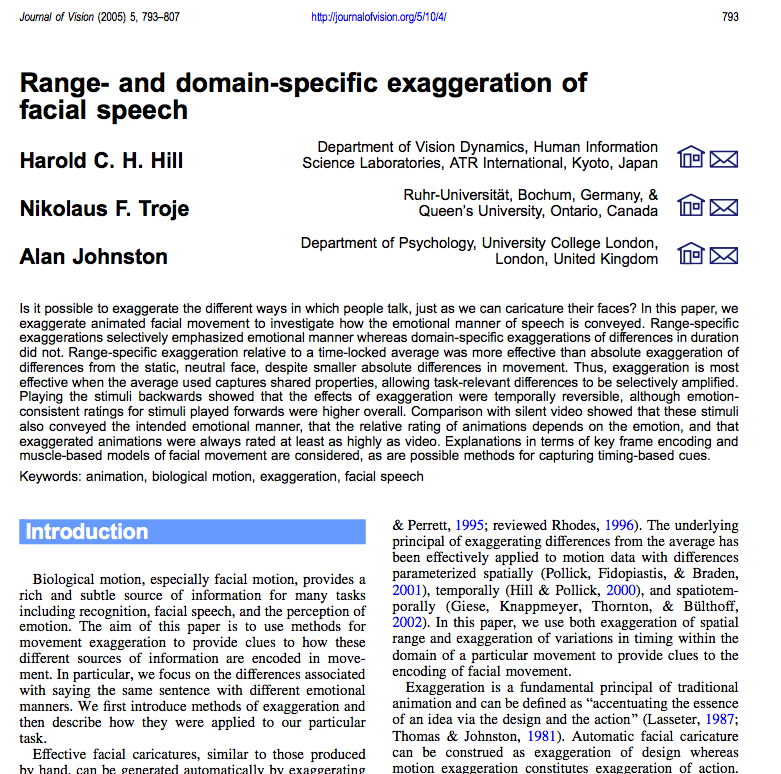 Journal of Vision (2005) 5, 793–807 http://journalofvision.org/5/10/4/ 793
Range- and domain-specific exaggeration of
facial speech
Harold C. H. Hill
Department of Vision Dynamics, Human Information
Science Laboratories, ATR International, Kyoto, Japan
Nikolaus F. Troje
Ruhr-Universität, Bochum, Germany, &
Queen's University, Ontario, Canada
Alan Johnston
Department of Psychology, University College London,
London, United Kingdom
Is it possible to exaggerate the different ways in which people talk, just as we can caricature their faces? In this paper, we
exaggerate animated facial movement to investigate how the emotional manner of speech is conveyed. Range-specific
exaggerations selectively emphasized emotional manner whereas domain-specific exaggerations of differences in duration
did not. Range-specific exaggeration relative to a time-locked average was more effective than absolute exaggeration of
differences from the static, neutral face, despite smaller absolute differences in movement. Thus, exaggeration is most
effective when the average used captures shared properties, allowing task-relevant differences to be selectively amplified.
Playing the stimuli backwards showed that the effects of exaggeration were temporally reversible, although emotion-
consistent ratings for stimuli played forwards were higher overall. Comparison with silent video showed that these stimuli
also conveyed the intended emotional manner, that the relative rating of animations depends on the emotion, and that
exaggerated animations were always rated at least as highly as video. Explanations in terms of key frame encoding and
muscle-based models of facial movement are considered, as are possible methods for capturing timing-based cues.
Keywords: animation, biological motion, exaggeration, facial speech
Introduction
Biological motion, especially facial motion, provides a
rich and subtle source of information for many tasks
including recognition, facial speech, and the perception of
emotion. The aim of this paper is to use methods for
movement exaggeration to provide clues to how these
different sources of information are encoded in move-
ment. In particular, we focus on the differences associated
with saying the same sentence with different emotional
manners. We first introduce methods of exaggeration and
then describe how they were applied to our particular
task.
Effective facial caricatures, similar to those produced
by hand, can be generated automatically by exaggerating
& Perrett, 1995; reviewed Rhodes, 1996). The underlying
principal of exaggerating differences from the average has
been effectively applied to motion data with differences
parameterized spatially (Pollick, Fidopiastis, & Braden,
2001), temporally (Hill & Pollick, 2000), and spatiotem-
porally (Giese, Knappmeyer, Thornton, & Bülthoff,
2002). In this paper, we use both exaggeration of spatial
range and exaggeration of variations in timing within the
domain of a particular movement to provide clues to the
encoding of facial movement.
Exaggeration is a fundamental principal of traditional
animation and can be defined as “accentuating the essence
of an idea via the design and the action” (Lasseter, 1987;
Thomas & Johnston, 1981). Automatic facial caricature
can be construed as exaggeration of design whereas
motion exaggeration constitutes exaggeration of action.